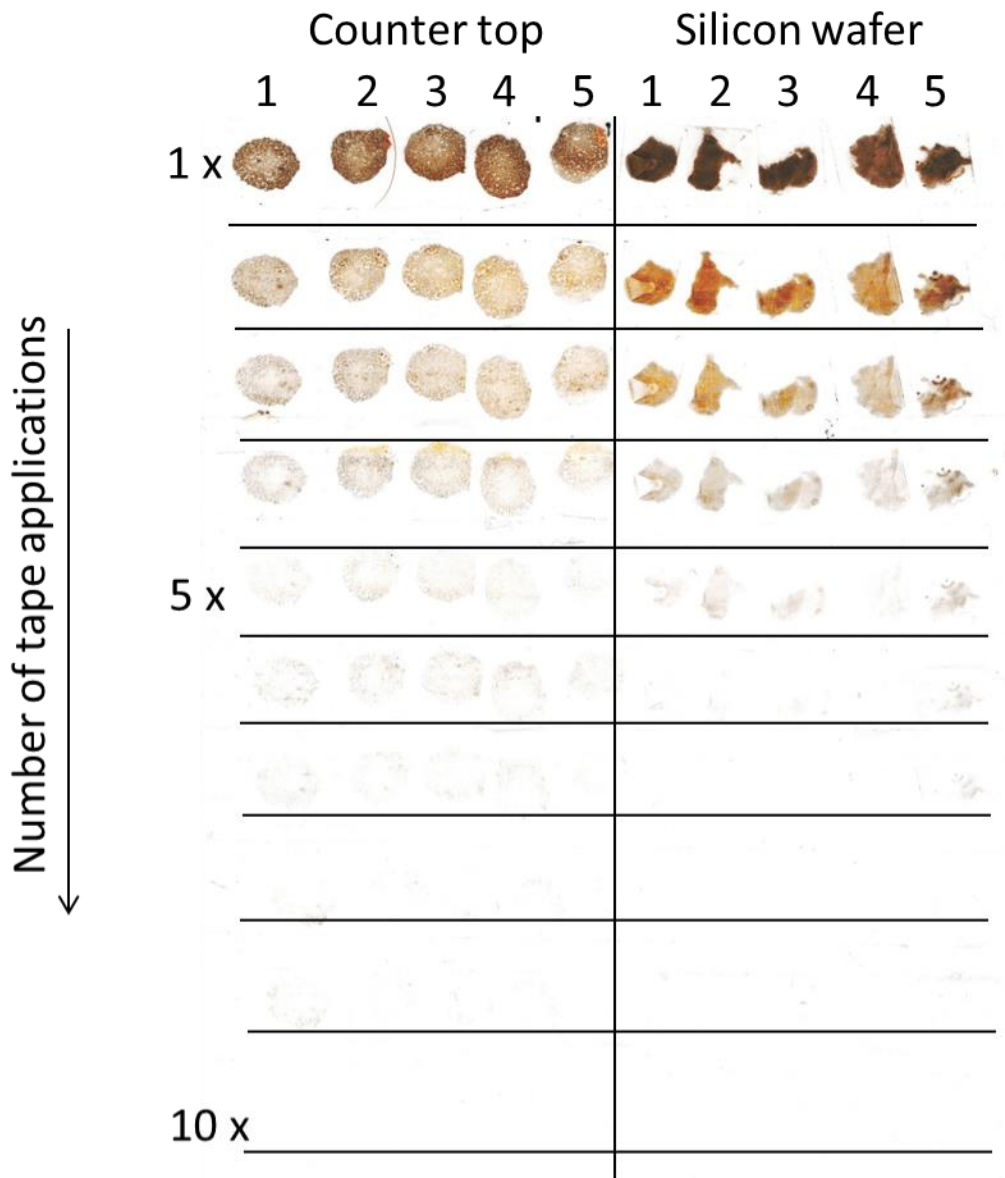 Counter top Silicon wafer
1 2 3 4 5 1 2 3 4 5
1 x
Number of tape applications
5 x
10 x